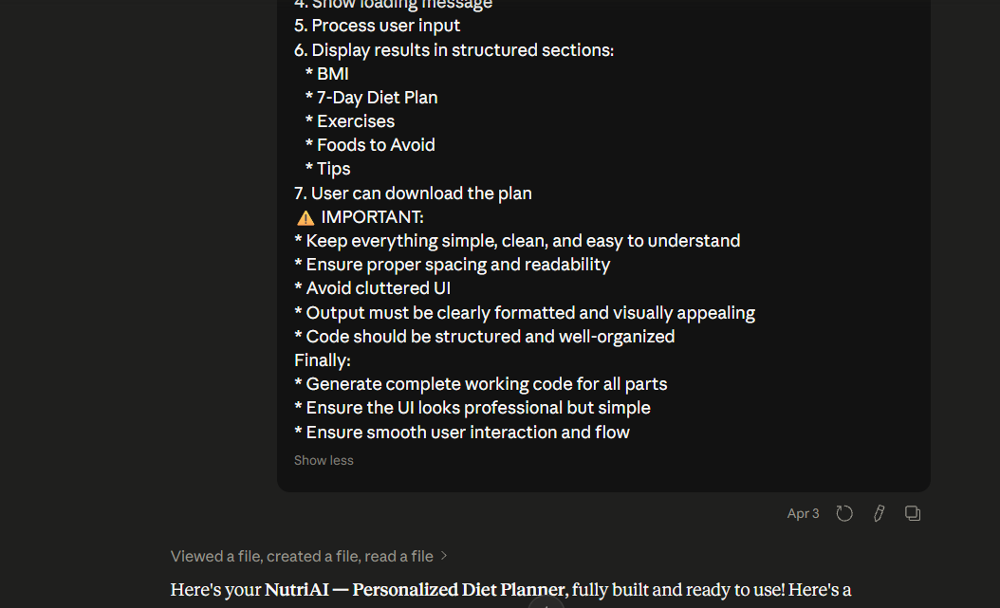 4. Show loading message
5. Process user input
6. Display results in structured sections:
* BMI
* 7-Day Diet Plan
* Exercises
* Foods to Avoid
* Tips
7. User can download the plan
⚠️ IMPORTANT:
* Keep everything simple, clean, and easy to understand
* Ensure proper spacing and readability
* Avoid cluttered UI
* Output must be clearly formatted and visually appealing
* Code should be structured and well-organized
Finally:
* Generate complete working code for all parts
* Ensure the UI looks professional but simple
* Ensure smooth user interaction and flow
Show less
Apr 3
Viewed a file, created a file, read a file >
Here's your NutriAI — Personalized Diet Planner, fully built and ready to use! Here's a